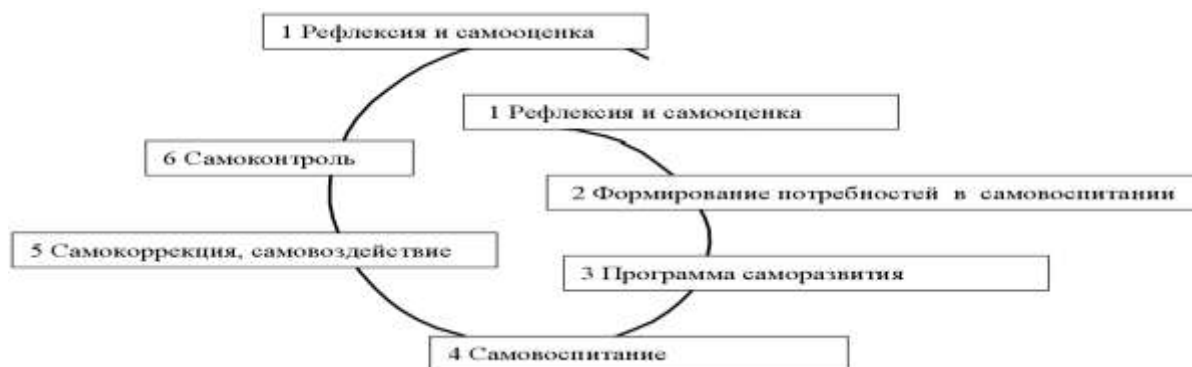 1 Рефлексия и самооценка
1 Рефлексия и самооценка
6 Самоконтроль
2 Формирование потребностей в самовоспитании
5 Самокоррекция, самовоздействие
3 Программа саморазвития
4 Самовоспитание